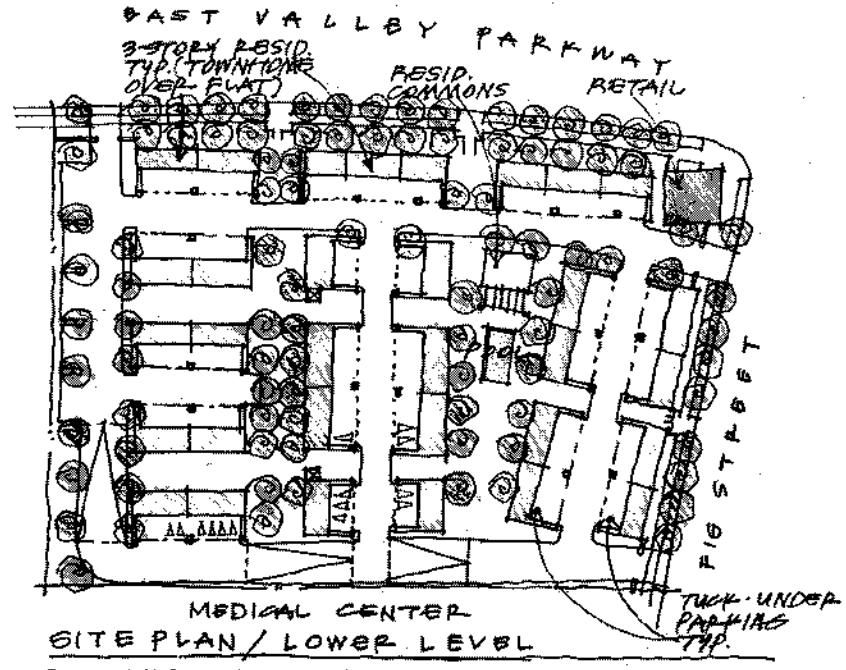 EAST VALLEY PARKWAY
3-STORY RESID.
TYP. (TOWNHOME
OVER FLAT)
RESID.
COMMONS
RETAIL
POOL
FIG STREET
TUCK-UNDER
PARKING
TYP.
MEDICAL CENTER
SITE PLAN / LOWER LEVEL